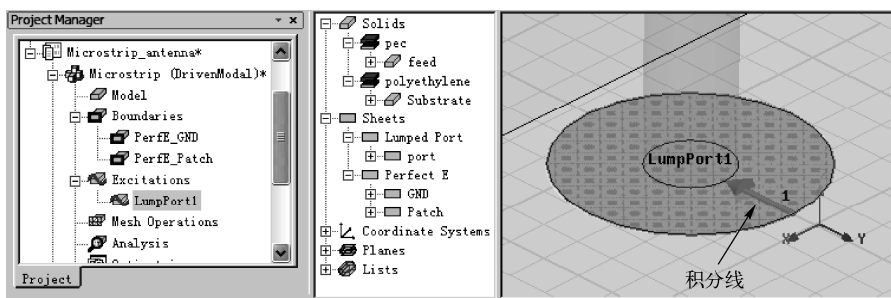 Project Manager
Microstrip_antenna*
Microstrip (DrivenModal)*
Model
Boundaries
PerfE_GND
PerfE_Patch
Excitations
LumpPort1
Mesh Operations
Analysis
Project
Solids
pec
feed
polyethylene
Substrate
Sheets
Lumped Port
port
Perfect E
GND
Patch
Coordinate Systems
Planes
Lists
LumpPort1
1
X
Y
积分线